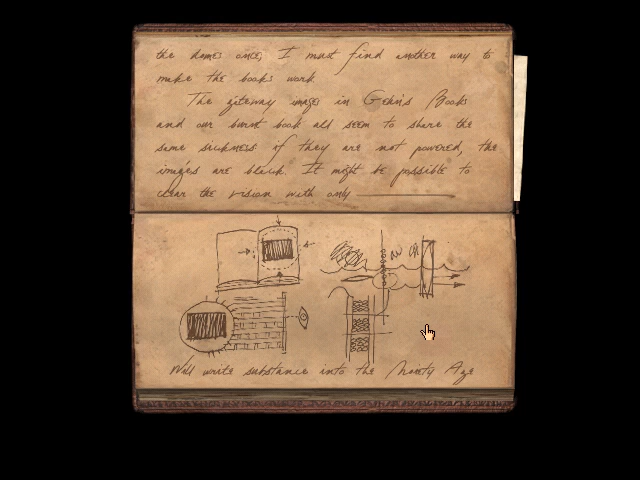 the domes once, I must find another way to
make the books work
The gateway images in Gehn's Books
and our burnt book all seem to share the
same sickness if they are not powered, the
images are black. It might be possible to
clear the vision with only
Will write substance into the Ninety Age